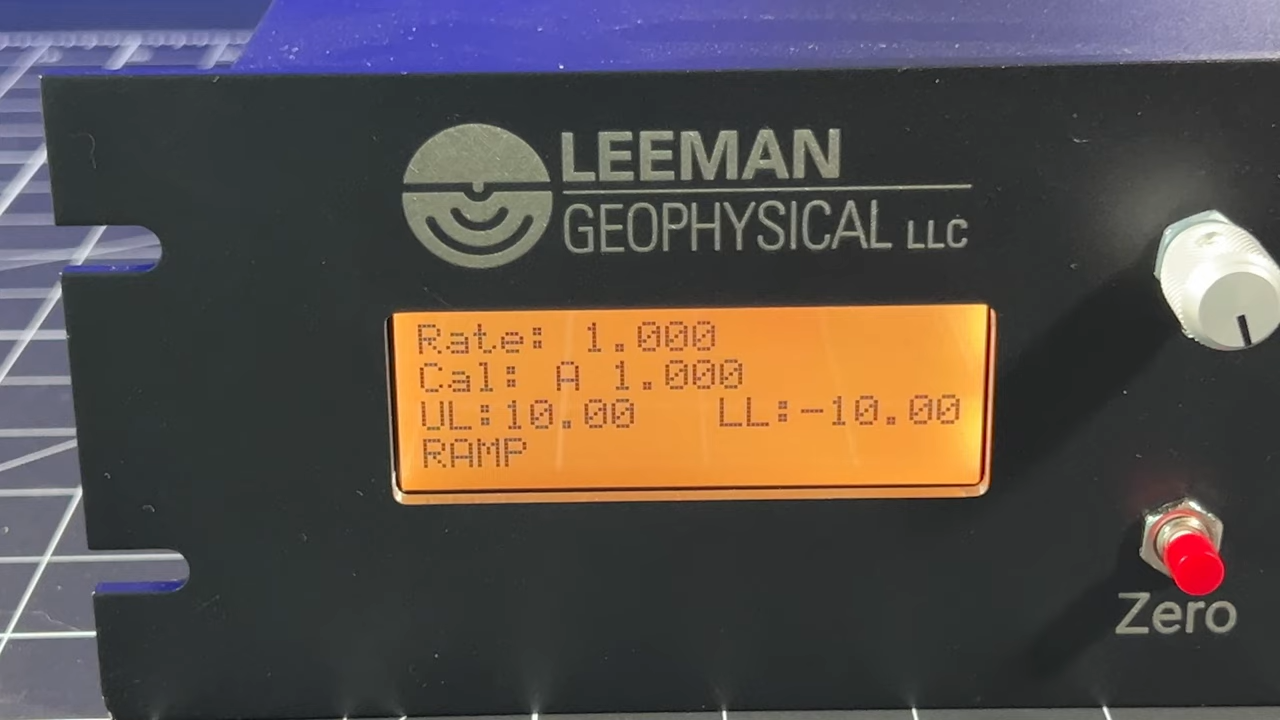 LEEMAN
GEOPHYSICAL LLC
Rate: 1.000
Cal: A 1.000
UL:10.00 LL:-10.00
RAMP
Zero